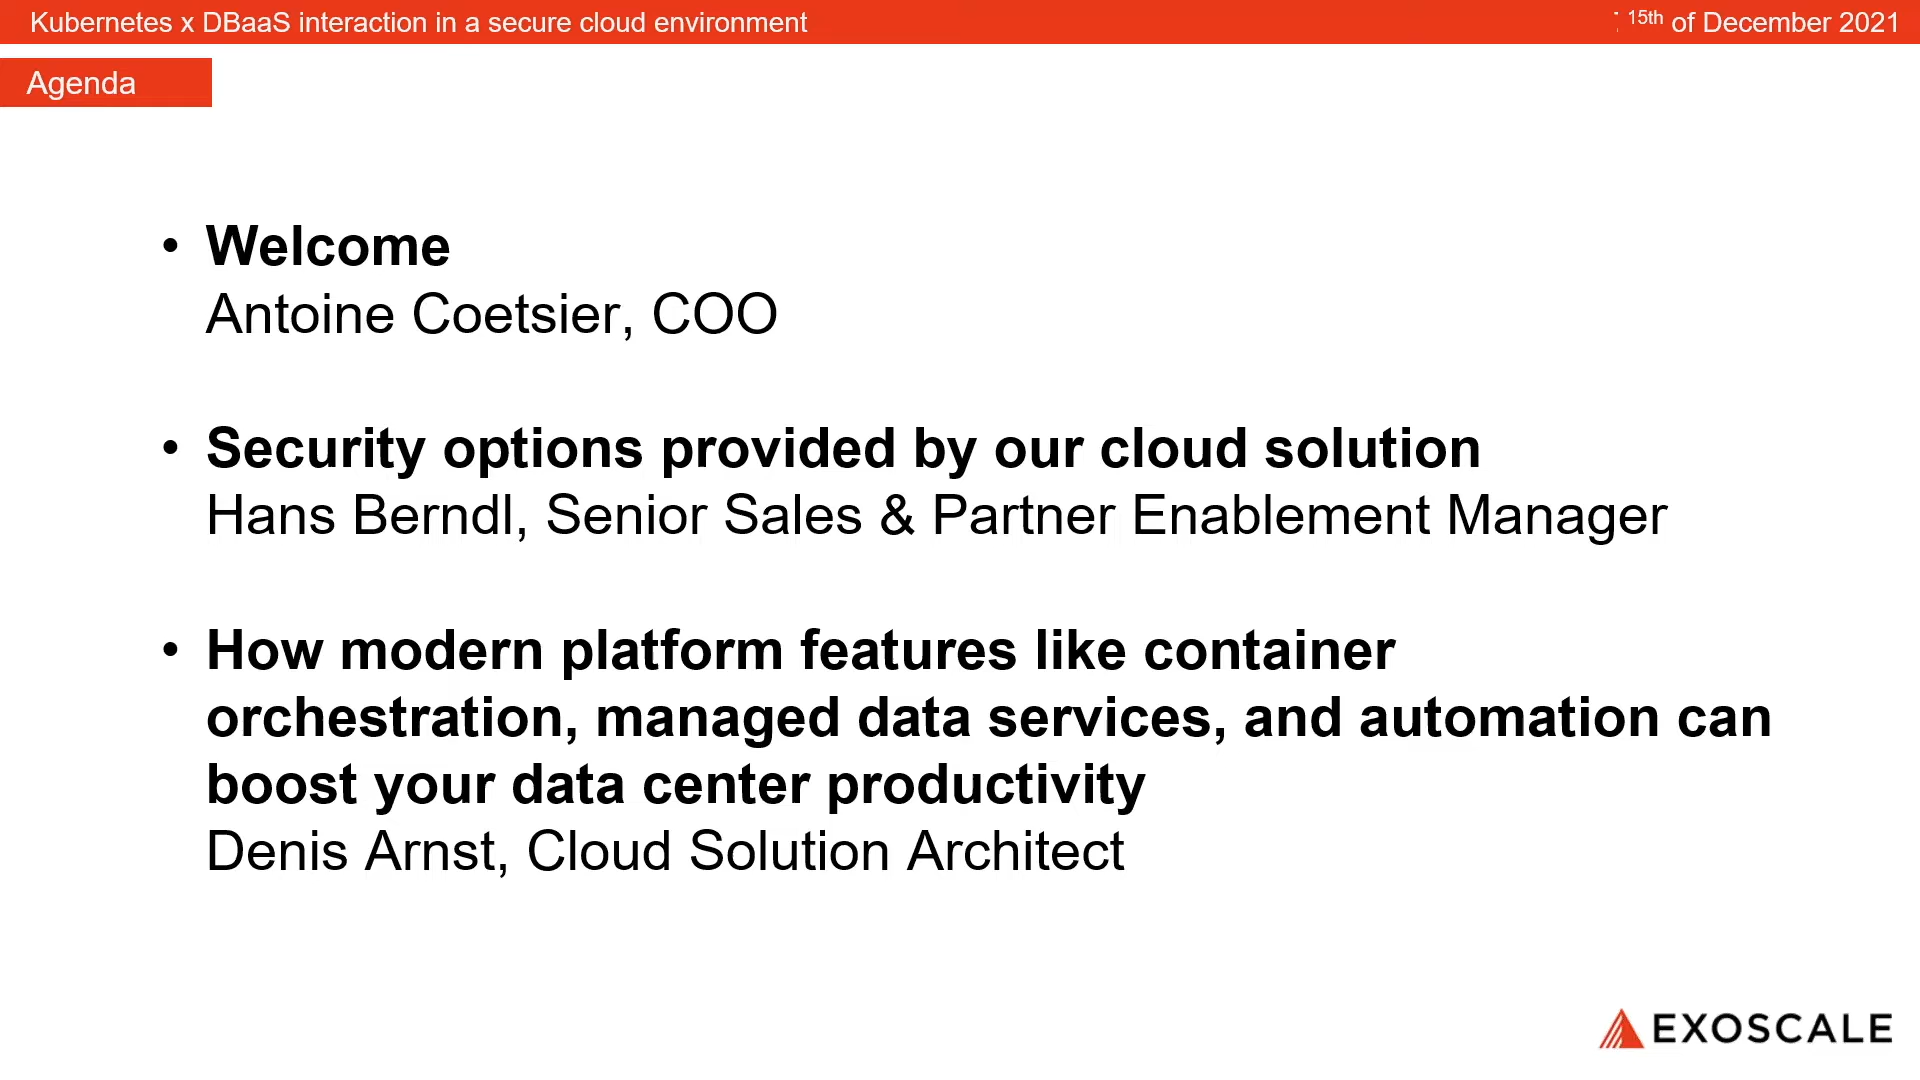 Kubernetes x DBaaS interaction in a secure cloud environment
15th of December 2021
Agenda
• Welcome
Antoine Coetsier, COO
• Security options provided by our cloud solution
Hans Berndl, Senior Sales & Partner Enablement Manager
• How modern platform features like container
orchestration, managed data services, and automation can
boost your data center productivity
Denis Arnst, Cloud Solution Architect
EXOSCALE